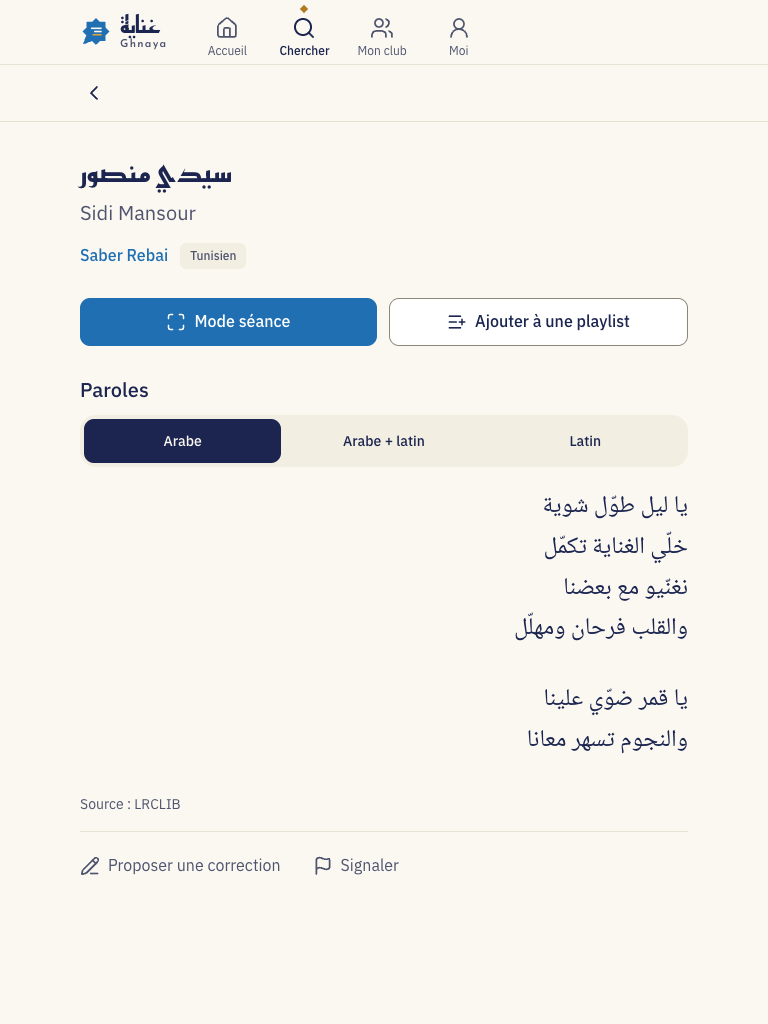 غناية
Ghnaya
Accueil
Chercher
Mon club
Moi
سيدي منصور
Sidi Mansour
Saber Rebai
Tunisien
Mode séance
Ajouter à une playlist
Paroles
Arabe
Arabe + latin
Latin
يا ليل طوّل شوية
خلّي الغناية تكمّل
نغنّيو مع بعضنا
والقلب فرحان ومهلّل
يا قمر ضوّي علينا
والنجوم تسهر معانا
Source : LRCLIB
Proposer une correction
Signaler